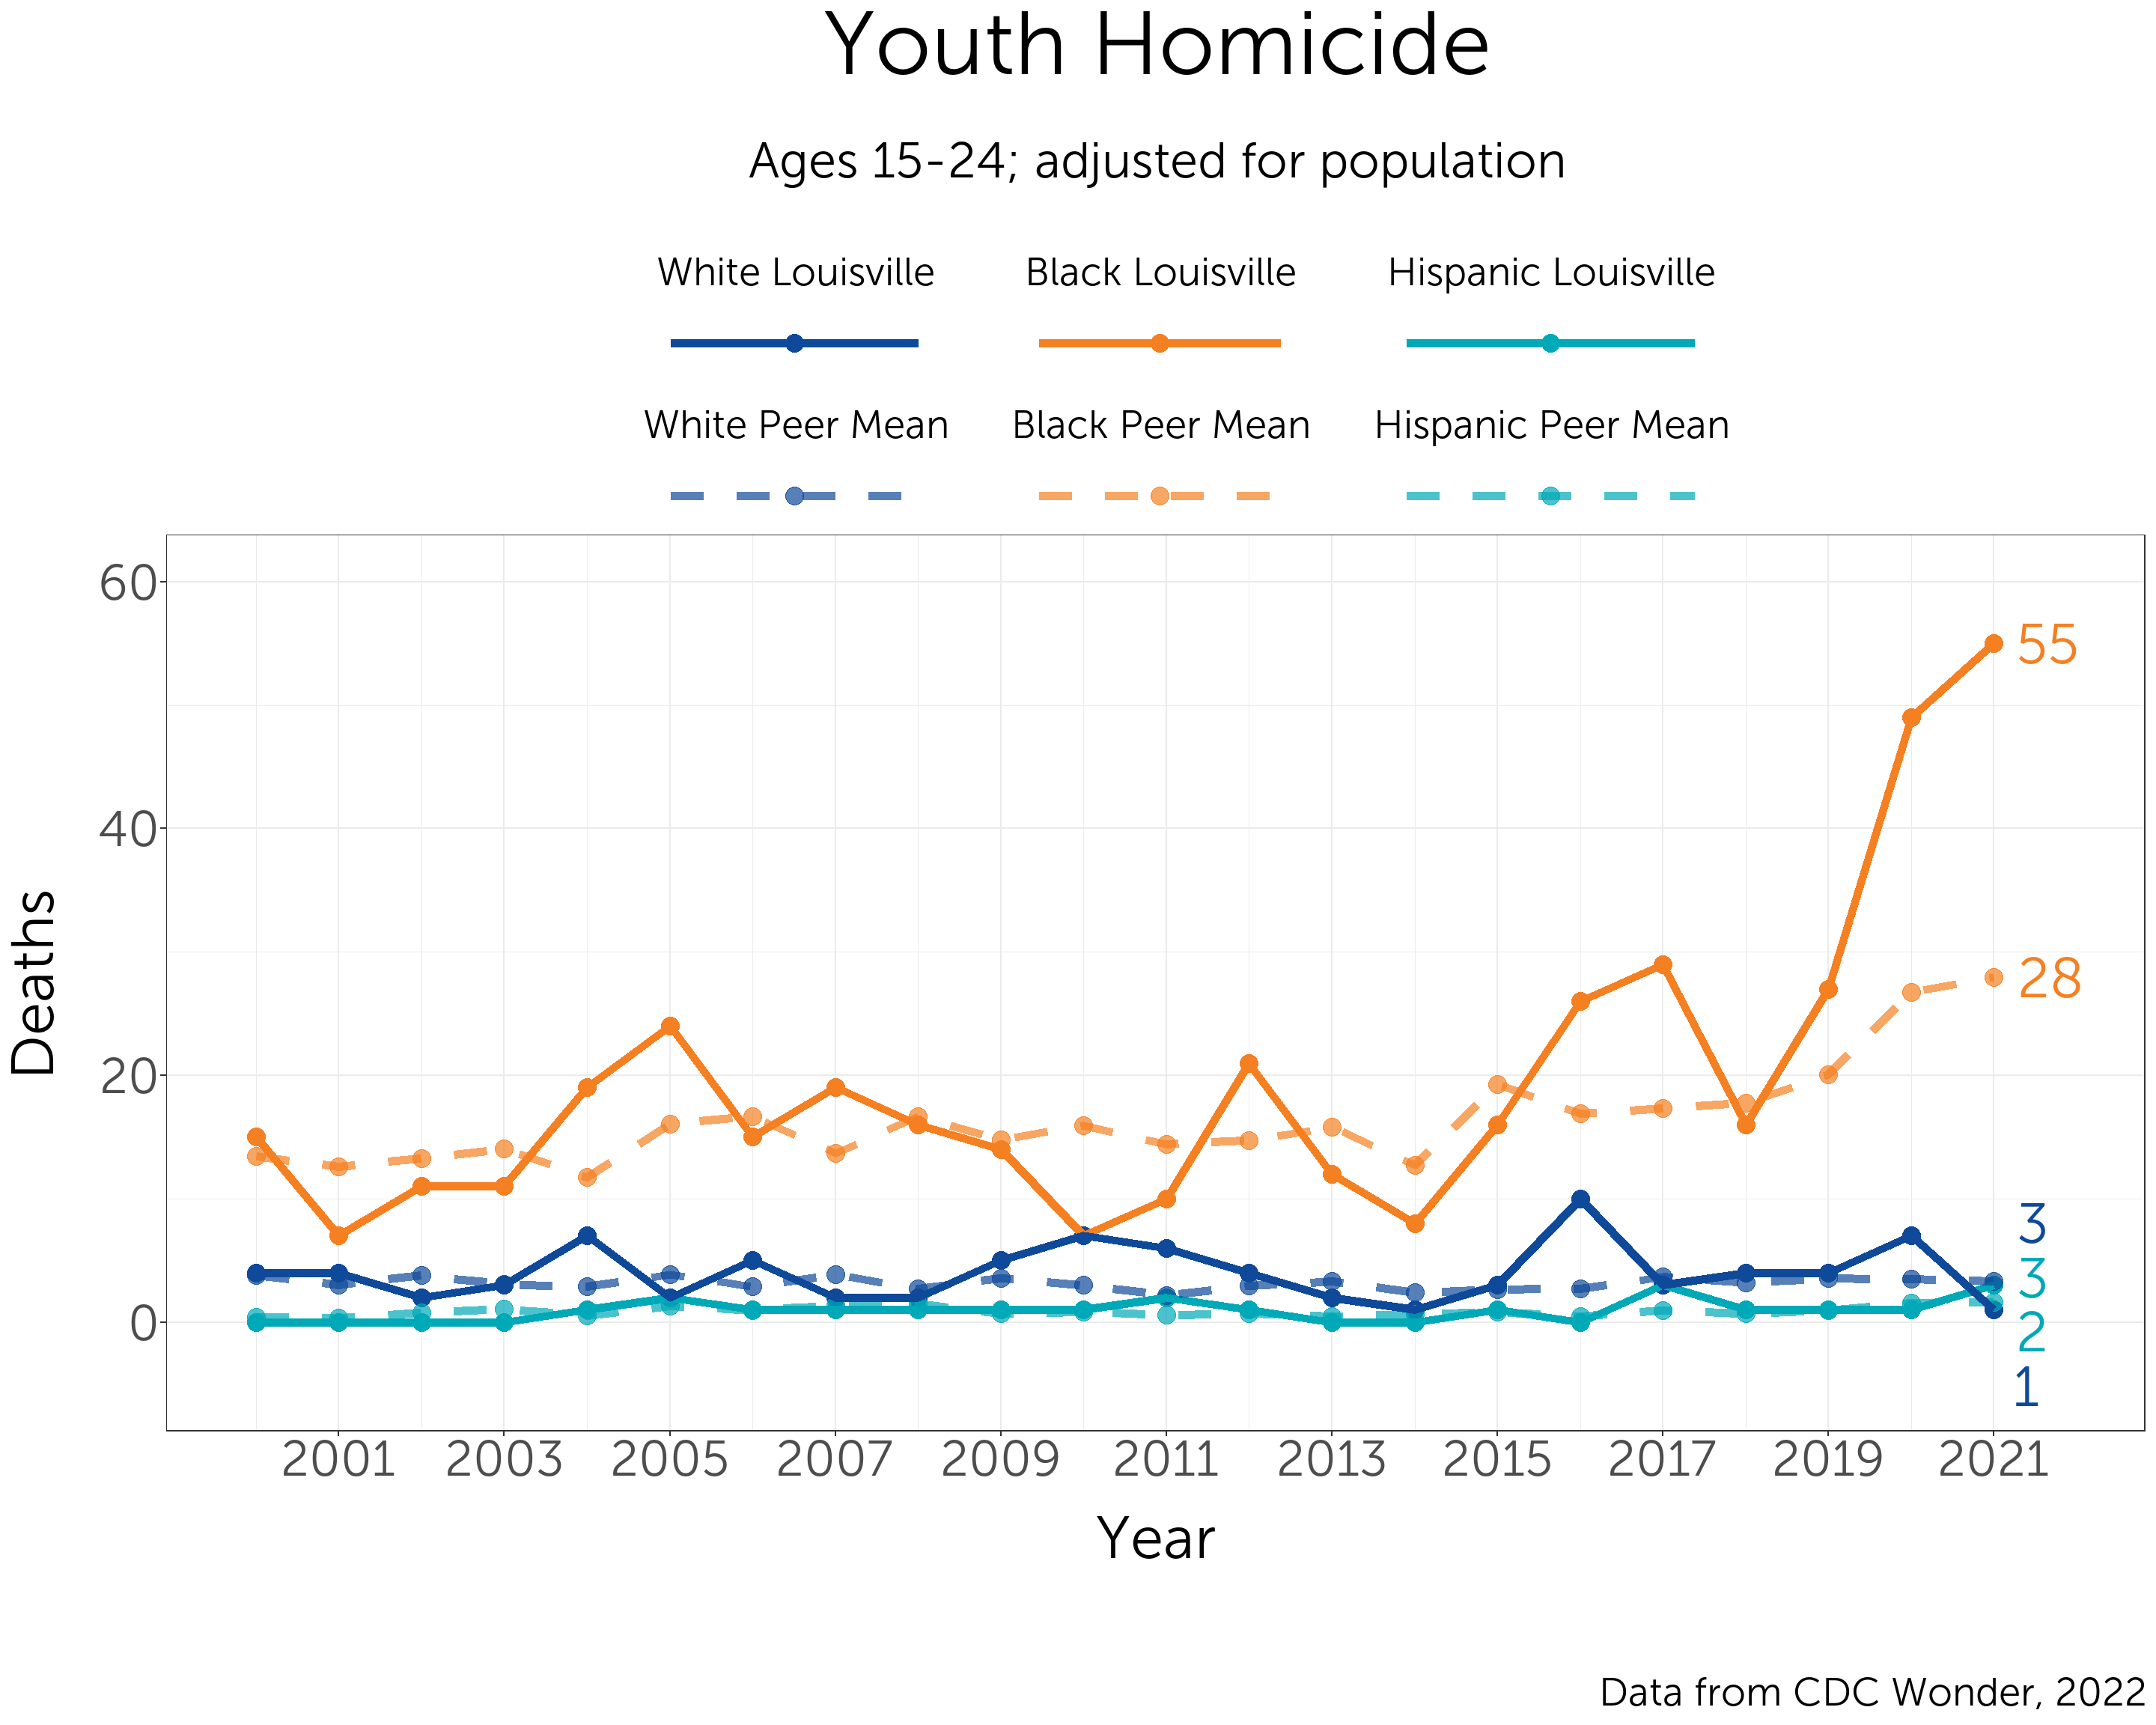 Youth Homicide
Ages 15-24; adjusted for population
White Louisville Black Louisville Hispanic Louisville
White Peer Mean Black Peer Mean Hispanic Peer Mean
60
55
40
Deaths
28
20
3
3
0
2
1
2001 2003 2005 2007 2009 2011 2013 2015 2017 2019 2021
Year
Data from CDC Wonder, 2022